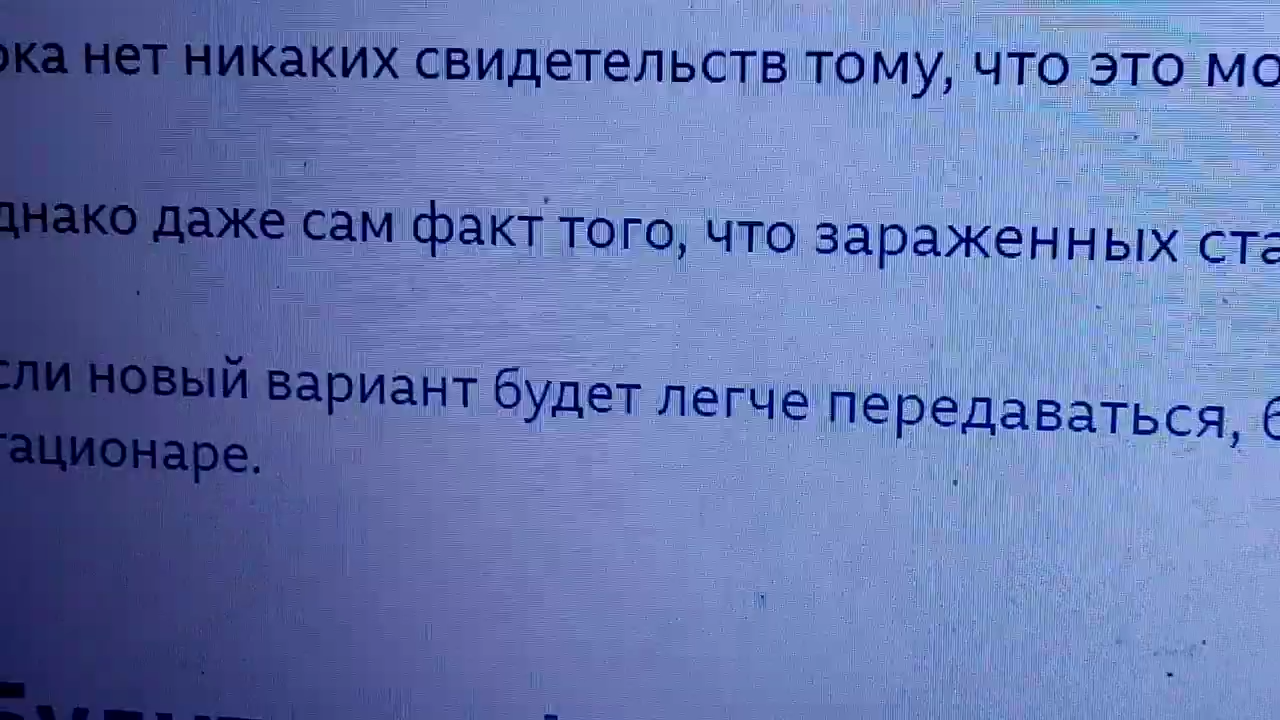 ока нет никаких свидетельств тому, что это мо
днако даже сам факт того, что зараженных ста
сли новый вариант будет легче передаваться, б
тационаре.